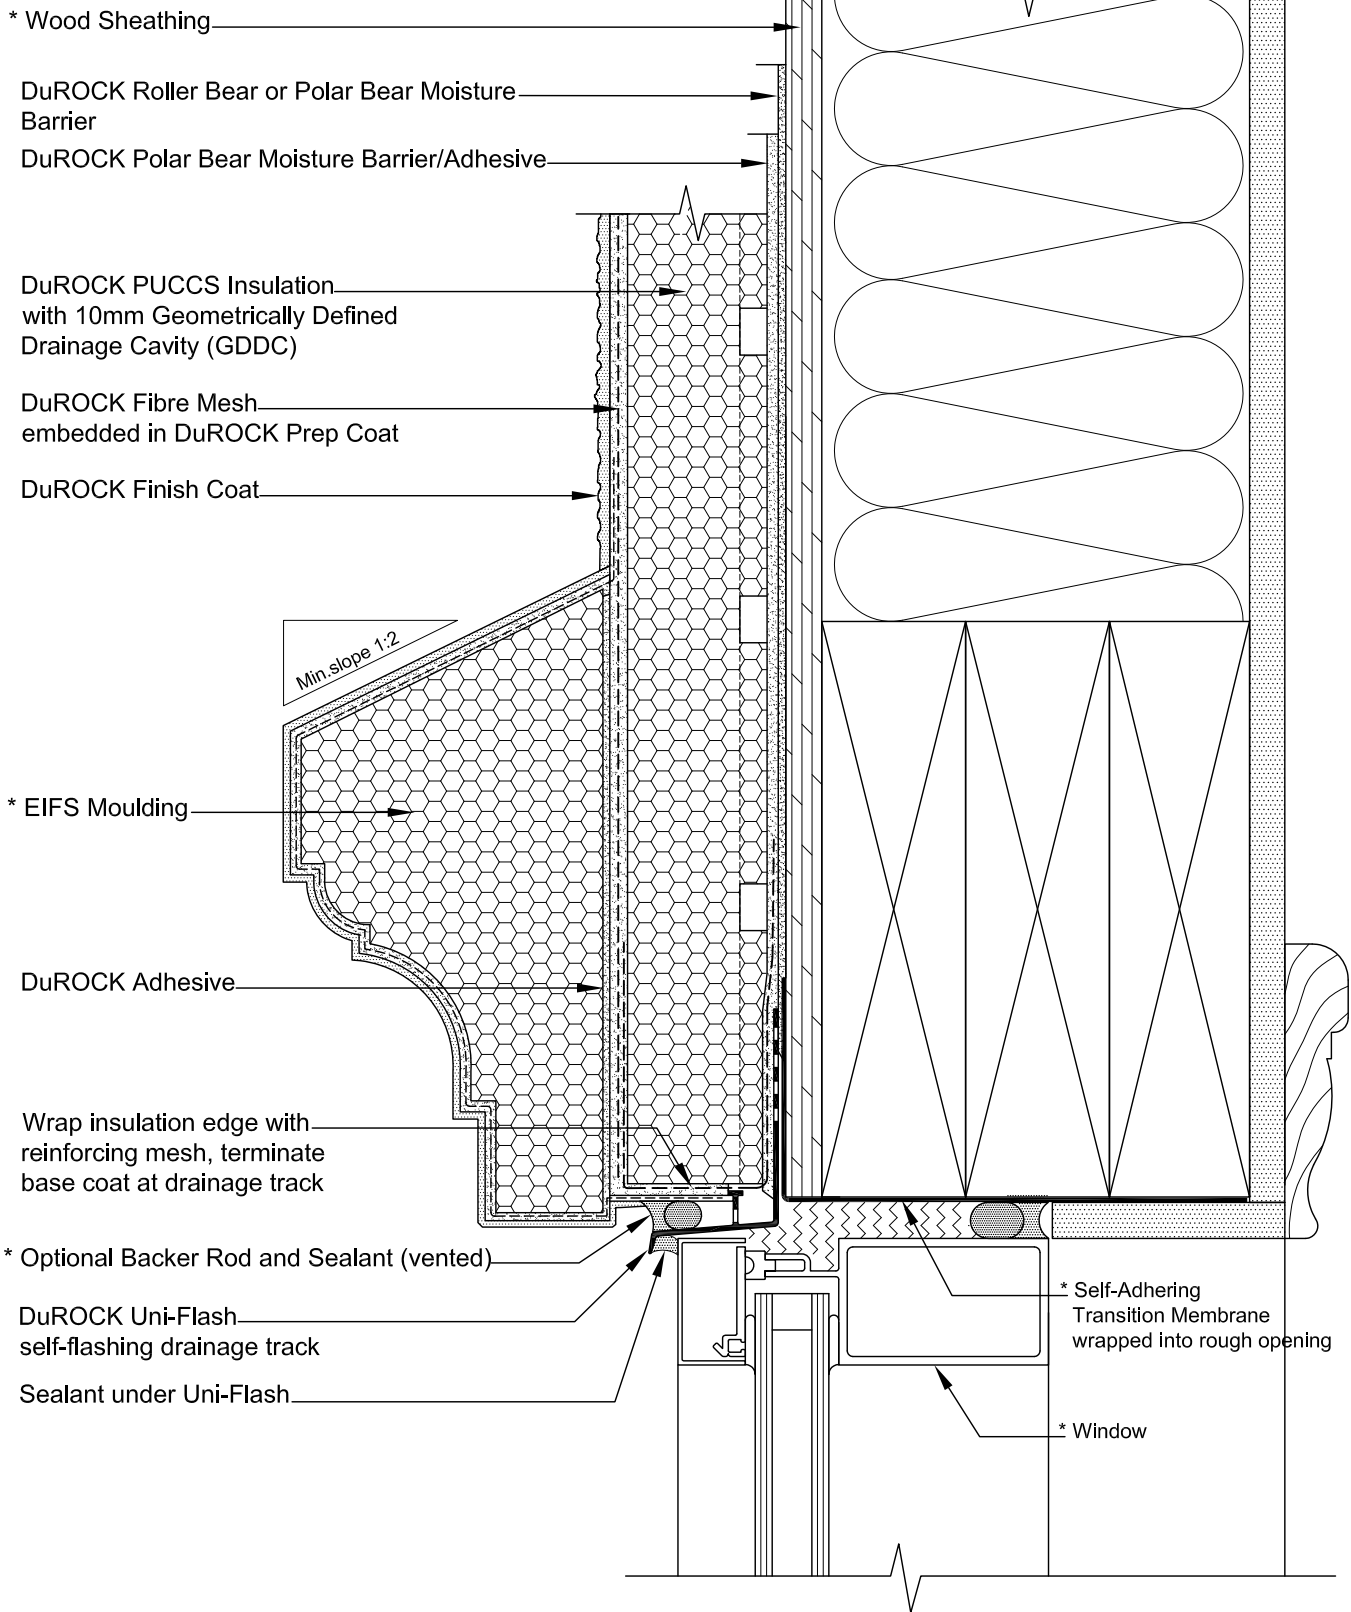 * Wood Sheathing
DuROCK Roller Bear or Polar Bear Moisture
Barrier
DuROCK Polar Bear Moisture Barrier/Adhesive
DuROCK PUCCS Insulation
with 10mm Geometrically Defined
Drainage Cavity (GDDC)
DuROCK Fibre Mesh
embedded in DuROCK Prep Coat
DuROCK Finish Coat
Min.slope 1:2
* EIFS Moulding
DuROCK Adhesive
Wrap insulation edge with
reinforcing mesh, terminate
base coat at drainage track
* Optional Backer Rod and Sealant (vented)
DuROCK Uni-Flash
self-flashing drainage track
Sealant under Uni-Flash
* Self-Adhering
Transition Membrane
wrapped into rough opening
* Window